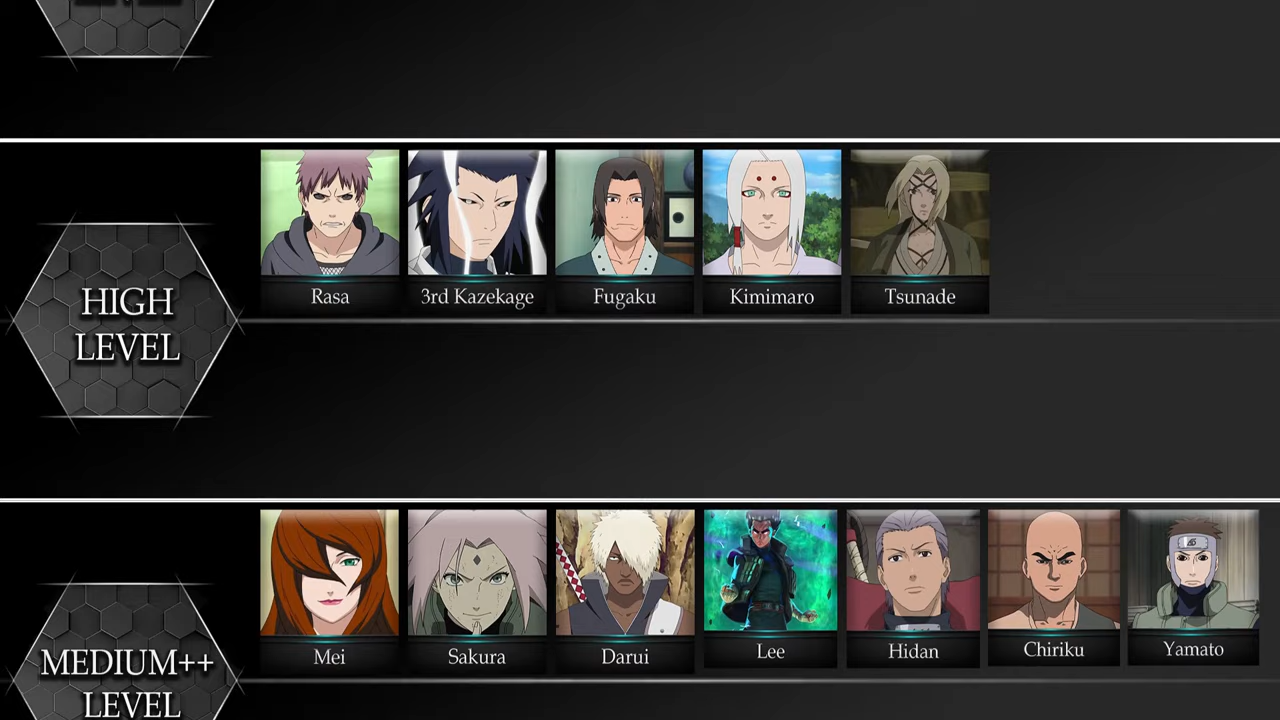 HIGH
LEVEL
Rasa
3rd Kazekage
Fugaku
Kimimaro
Tsunade
MEDIUM++
LEVEL
Mei
Sakura
Darui
Lee
Hidan
Chiriku
Yamato